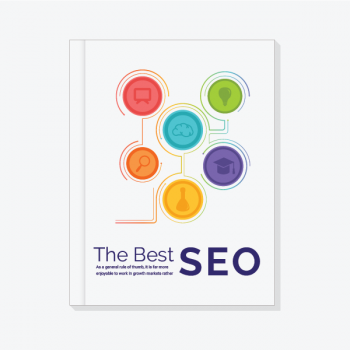 The Best SEO
As a general rule of thumb, it is far more
enjoyable to work in growth markets rather